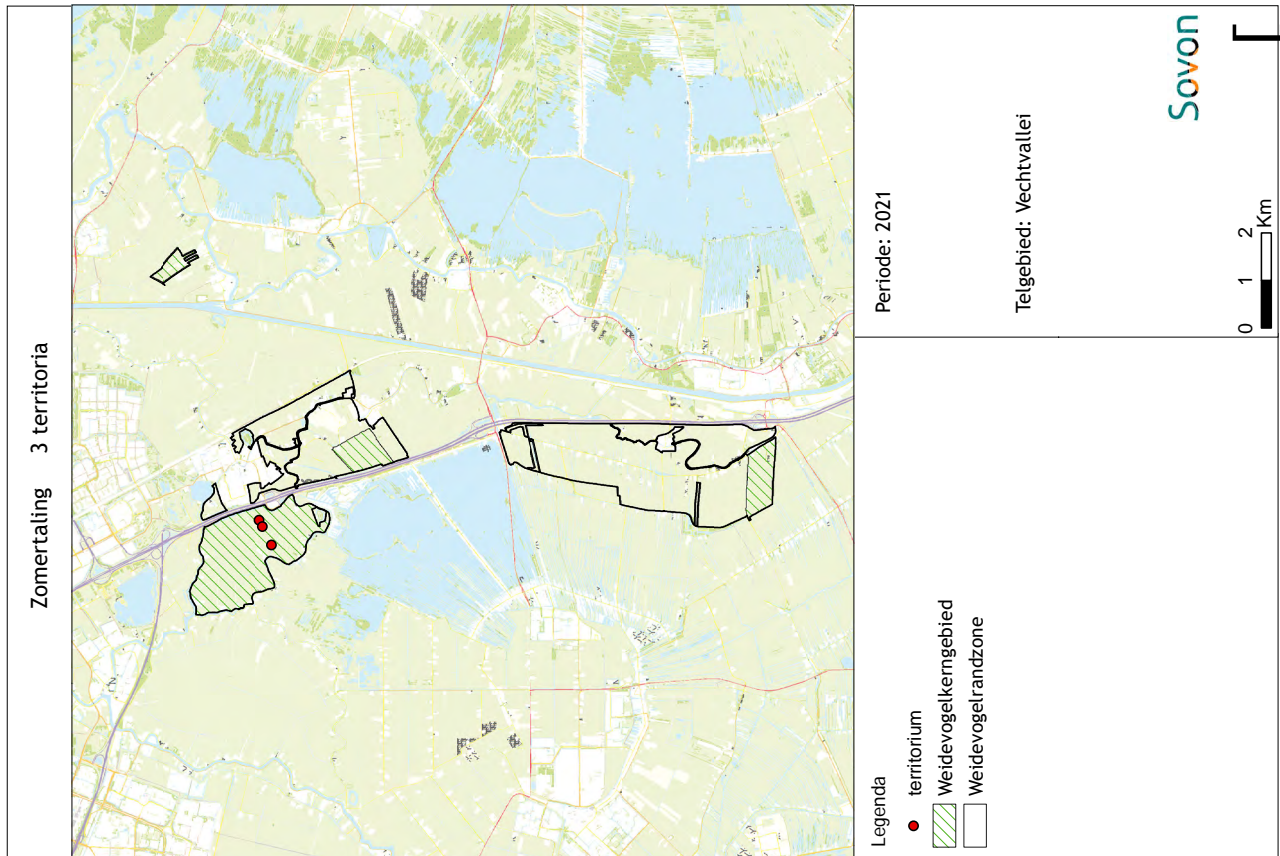 Zomertaling 3 territoria
Legenda
territorium
Weidevogelkerngebied
Weidevogelrandzone
Periode: 2021
Telgebied: Vechtvallei
0 1 2
Km
Sovon